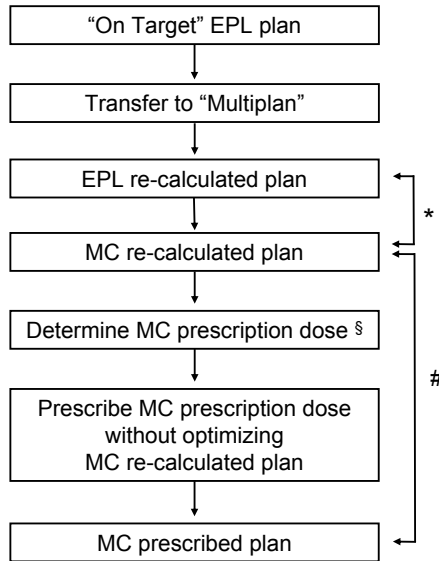 “On Target” EPL plan
Transfer to “Multiplan”
EPL re-calculated plan
*
MC re-calculated plan
Determine MC prescription dose §
#
Prescribe MC prescription dose
without optimizing
MC re-calculated plan
MC prescribed plan